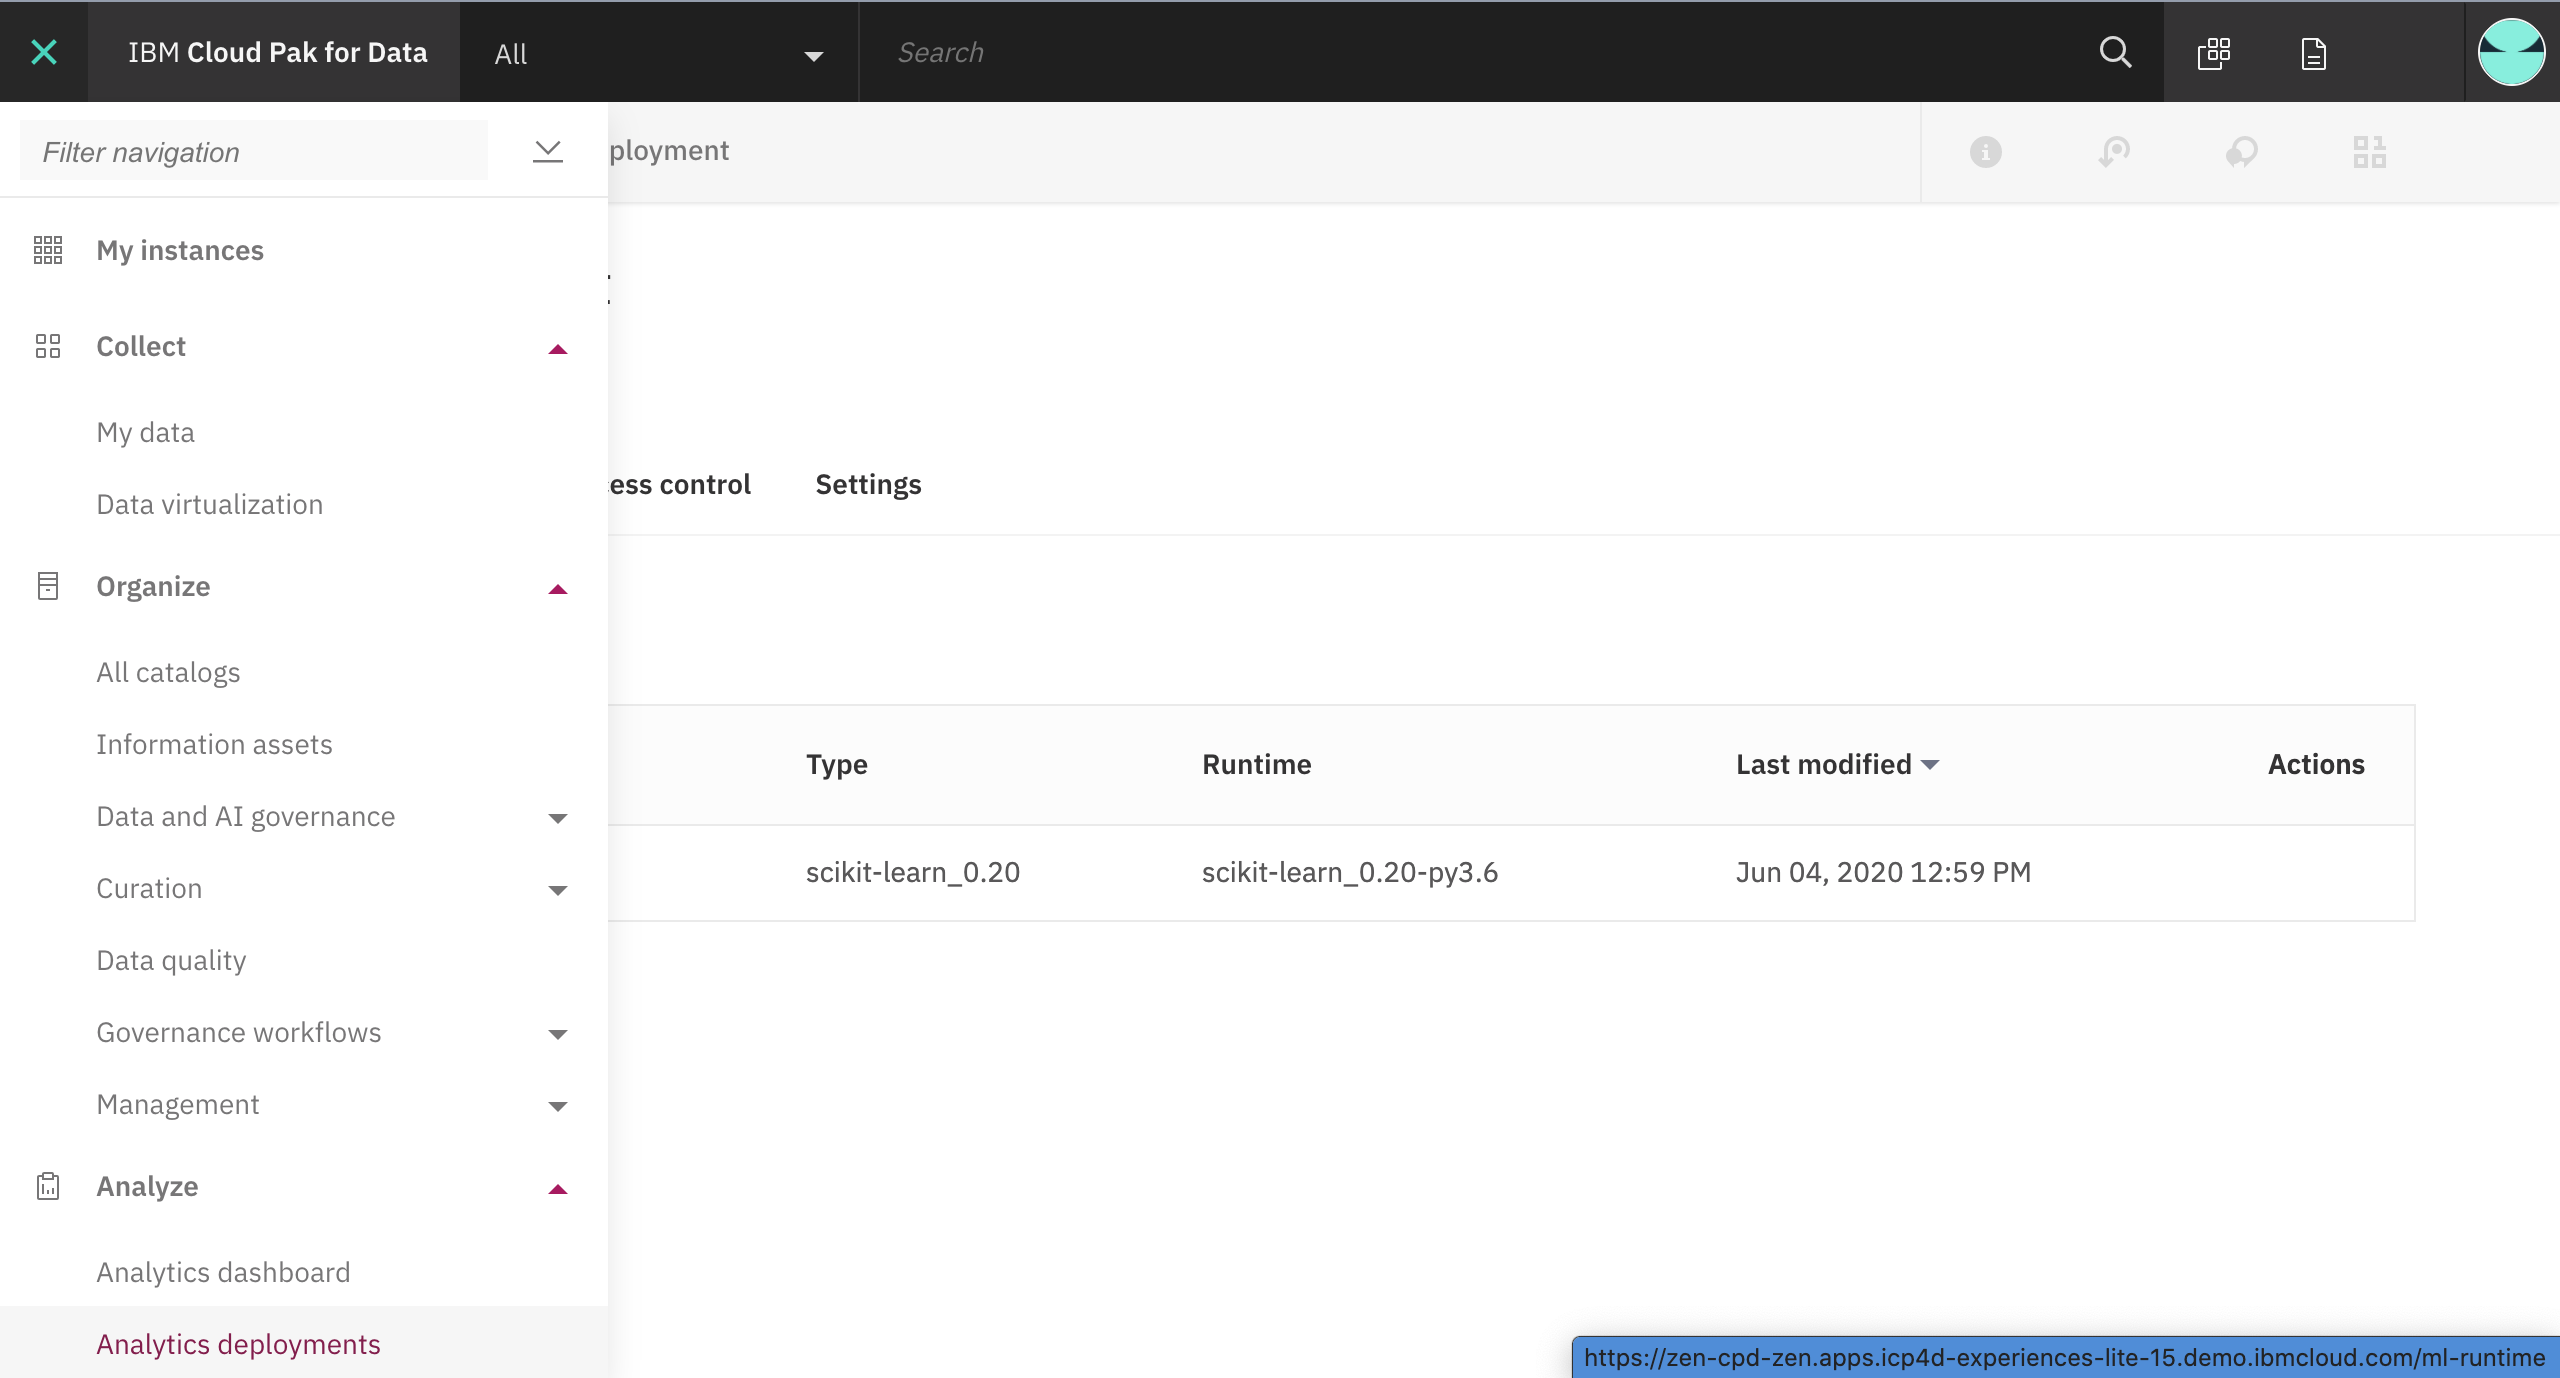 IBM Cloud Pak for Data
All
Search
Filter navigation
ployment
My instances
Collect
My data
Data virtualization
ess control
Settings
Organize
All catalogs
Information assets
Data and AI governance
Curation
Data quality
Governance workflows
Management
Type Runtime Last modified Actions
scikit-learn_0.20 scikit-learn_0.20-py3.6 Jun 04, 2020 12:59 PM
Analyze
Analytics dashboard
Analytics deployments
https://zen-cpd-zen.apps.icp4d-experiences-lite-15.demo.ibmcloud.com/ml-runtime